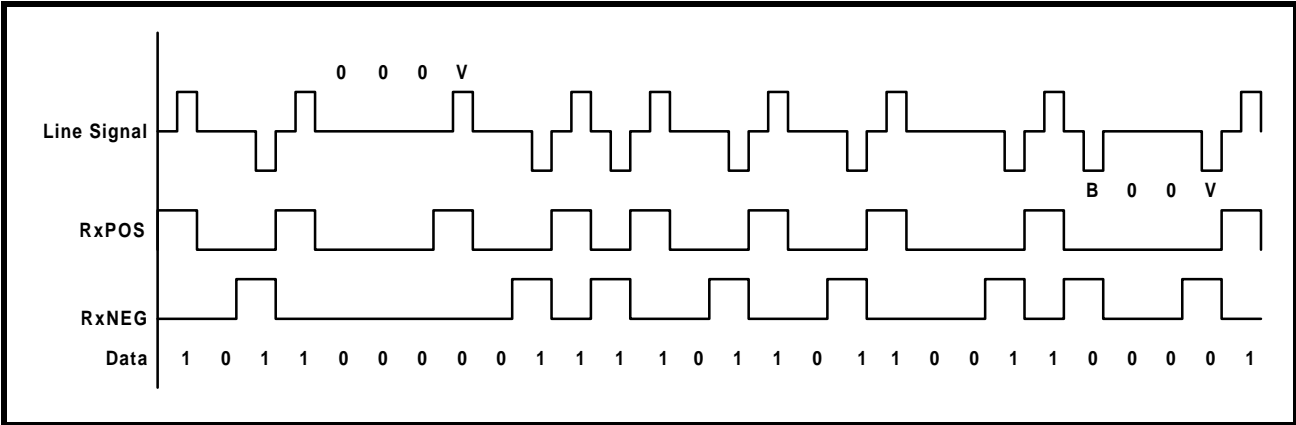 0 0 0 V
Line Signal
B 0 0 V
RxPOS
RxNEG
Data 1 0 1 1 0 0 0 0 0 1 1 1 1 0 1 1 0 1 1 0 0 1 1 0 0 0 0 1